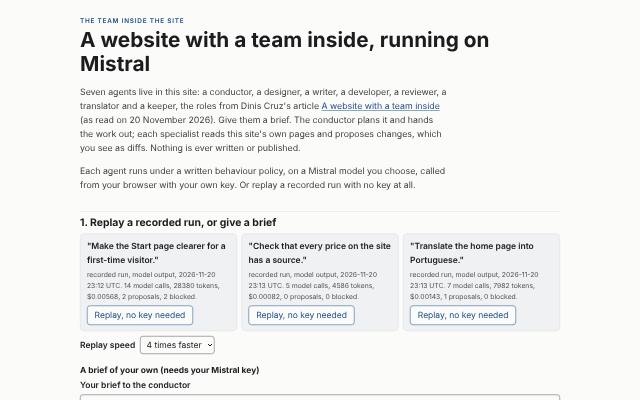 THE TEAM INSIDE THE SITE
A website with a team inside, running on
Mistral
Seven agents live in this site: a conductor, a designer, a writer, a developer, a reviewer, a
translator and a keeper, the roles from Dinis Cruz's article A website with a team inside
(as read on 20 November 2026). Give them a brief. The conductor plans it and hands
the work out; each specialist reads this site's own pages and proposes changes, which
you see as diffs. Nothing is ever written or published.
Each agent runs under a written behaviour policy, on a Mistral model you choose, called
from your browser with your own key. Or replay a recorded run with no key at all.
1. Replay a recorded run, or give a brief
"Make the Start page clearer for a
first-time visitor."
recorded run, model output, 2026-11-20
23:12 UTC. 14 model calls, 28380 tokens,
$0.00568, 2 proposals, 2 blocked.
Replay, no key needed
"Check that every price on the site
has a source."
recorded run, model output, 2026-11-20
23:13 UTC. 5 model calls, 4586 tokens,
$0.00082, 0 proposals, 0 blocked.
Replay, no key needed
"Translate the home page into
Portuguese."
recorded run, model output, 2026-11-20
23:13 UTC. 7 model calls, 7982 tokens,
$0.00143, 1 proposals, 0 blocked.
Replay, no key needed
Replay speed 4 times faster
A brief of your own (needs your Mistral key)
Your brief to the conductor